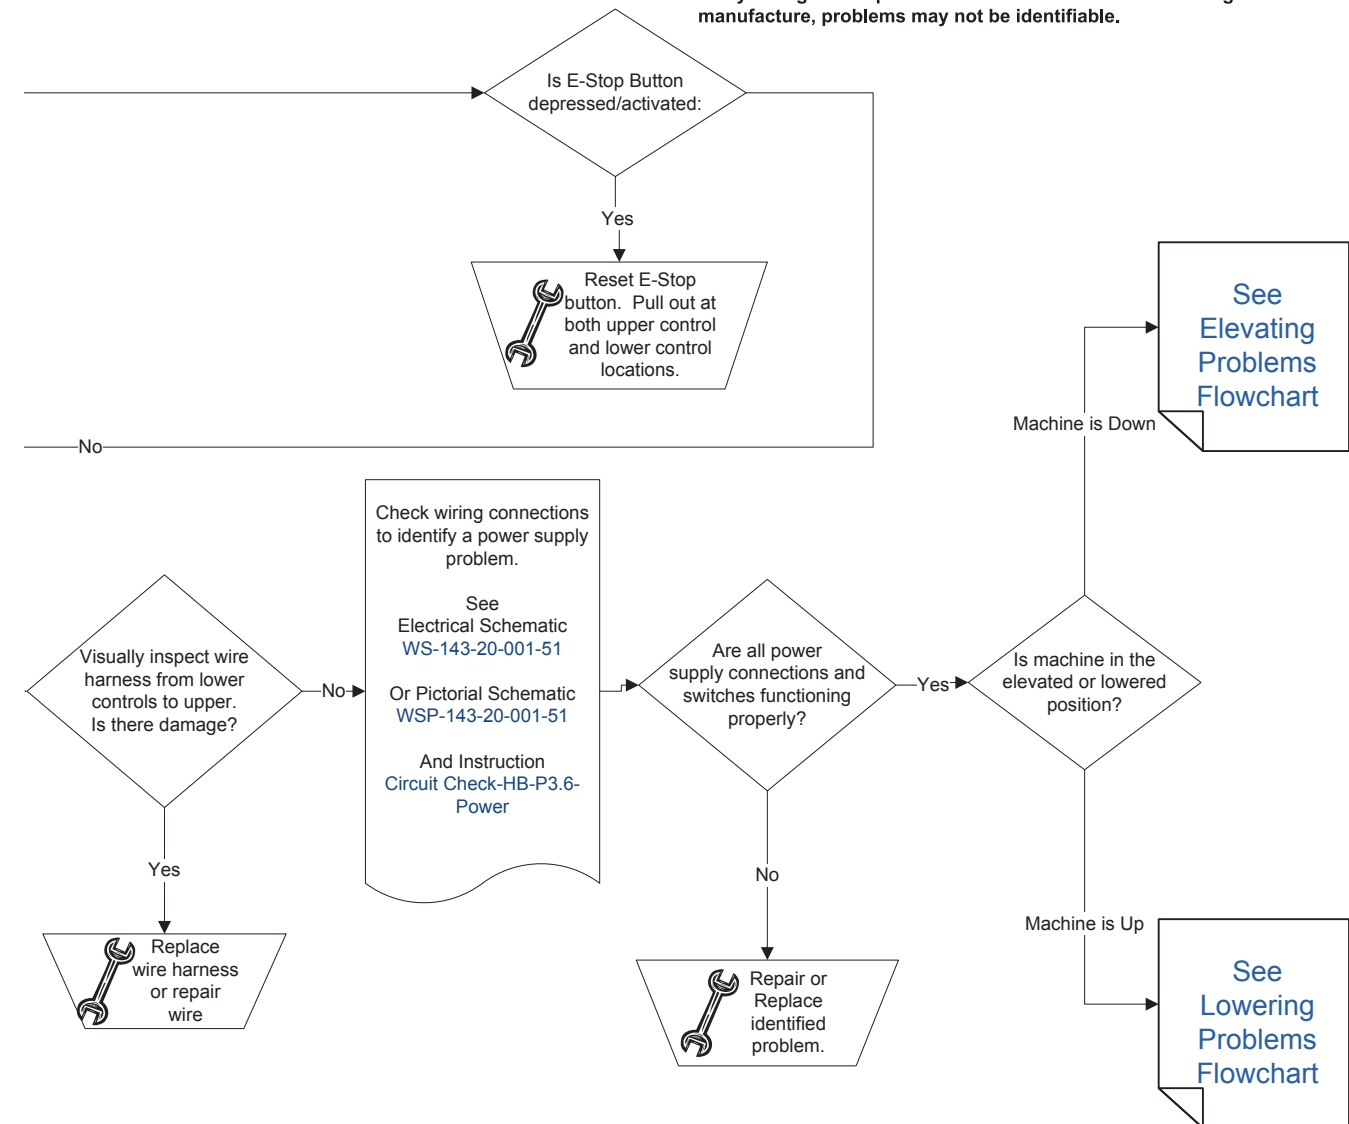 manufacture, problems may not be identifiable.
Is E-Stop Button
depressed/activated:
Yes
Reset E-Stop
button. Pull out at
both upper control
and lower control
locations.
No
See
Elevating
Problems
Flowchart
Machine is Down
Check wiring connections
to identify a power supply
problem.
See
Electrical Schematic
WS-143-20-001-51
Or Pictorial Schematic
WSP-143-20-001-51
And Instruction
Circuit Check-HB-P3.6-
Power
Visually inspect wire
harness from lower
controls to upper.
Is there damage?
No
Are all power
supply connections and
switches functioning
properly?
Yes
Is machine in the
elevated or lowered
position?
Yes
Replace
wire harness
or repair
wire
No
Repair or
Replace
identified
problem.
Machine is Up
See
Lowering
Problems
Flowchart